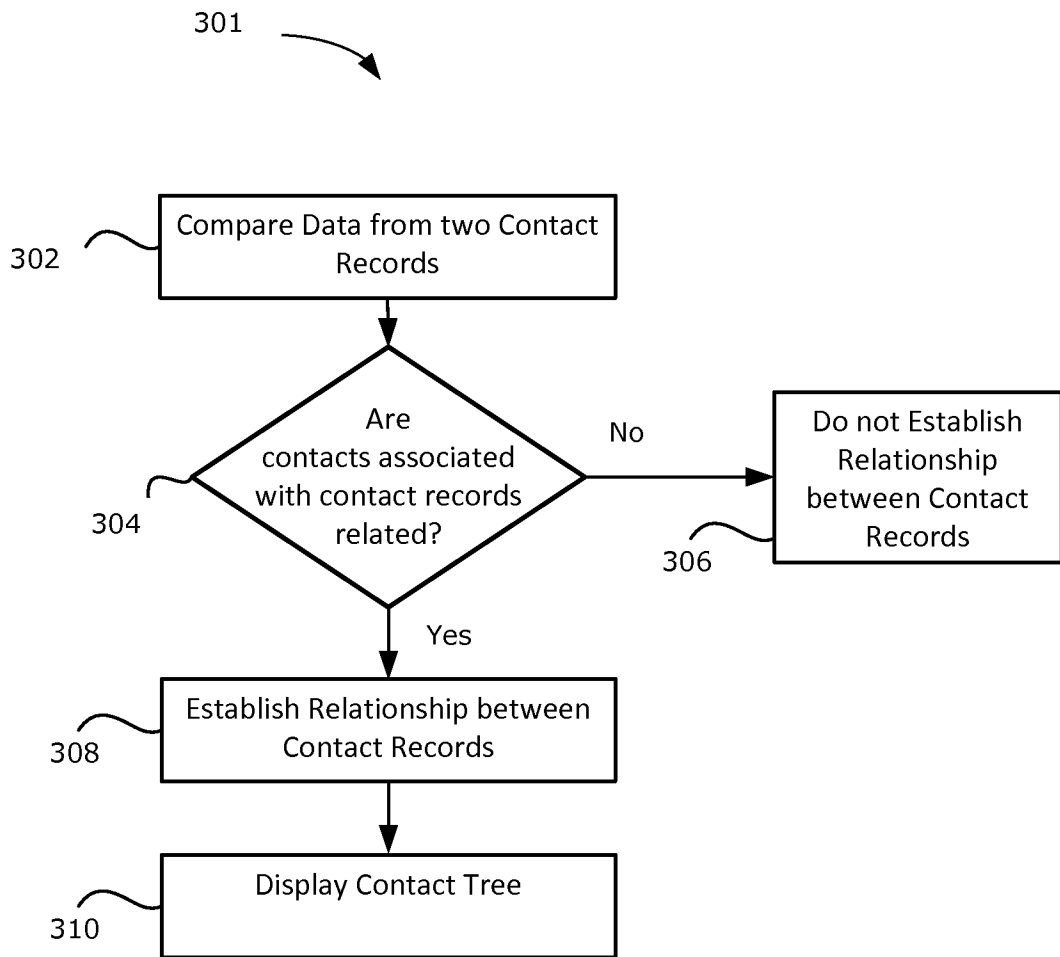 301
Compare Data from two Contact
Records
302
Are
contacts associated
with contact records
related?
304
No
Do not Establish
Relationship
between Contact
Records
306
Yes
Establish Relationship between
Contact Records
308
Display Contact Tree
310